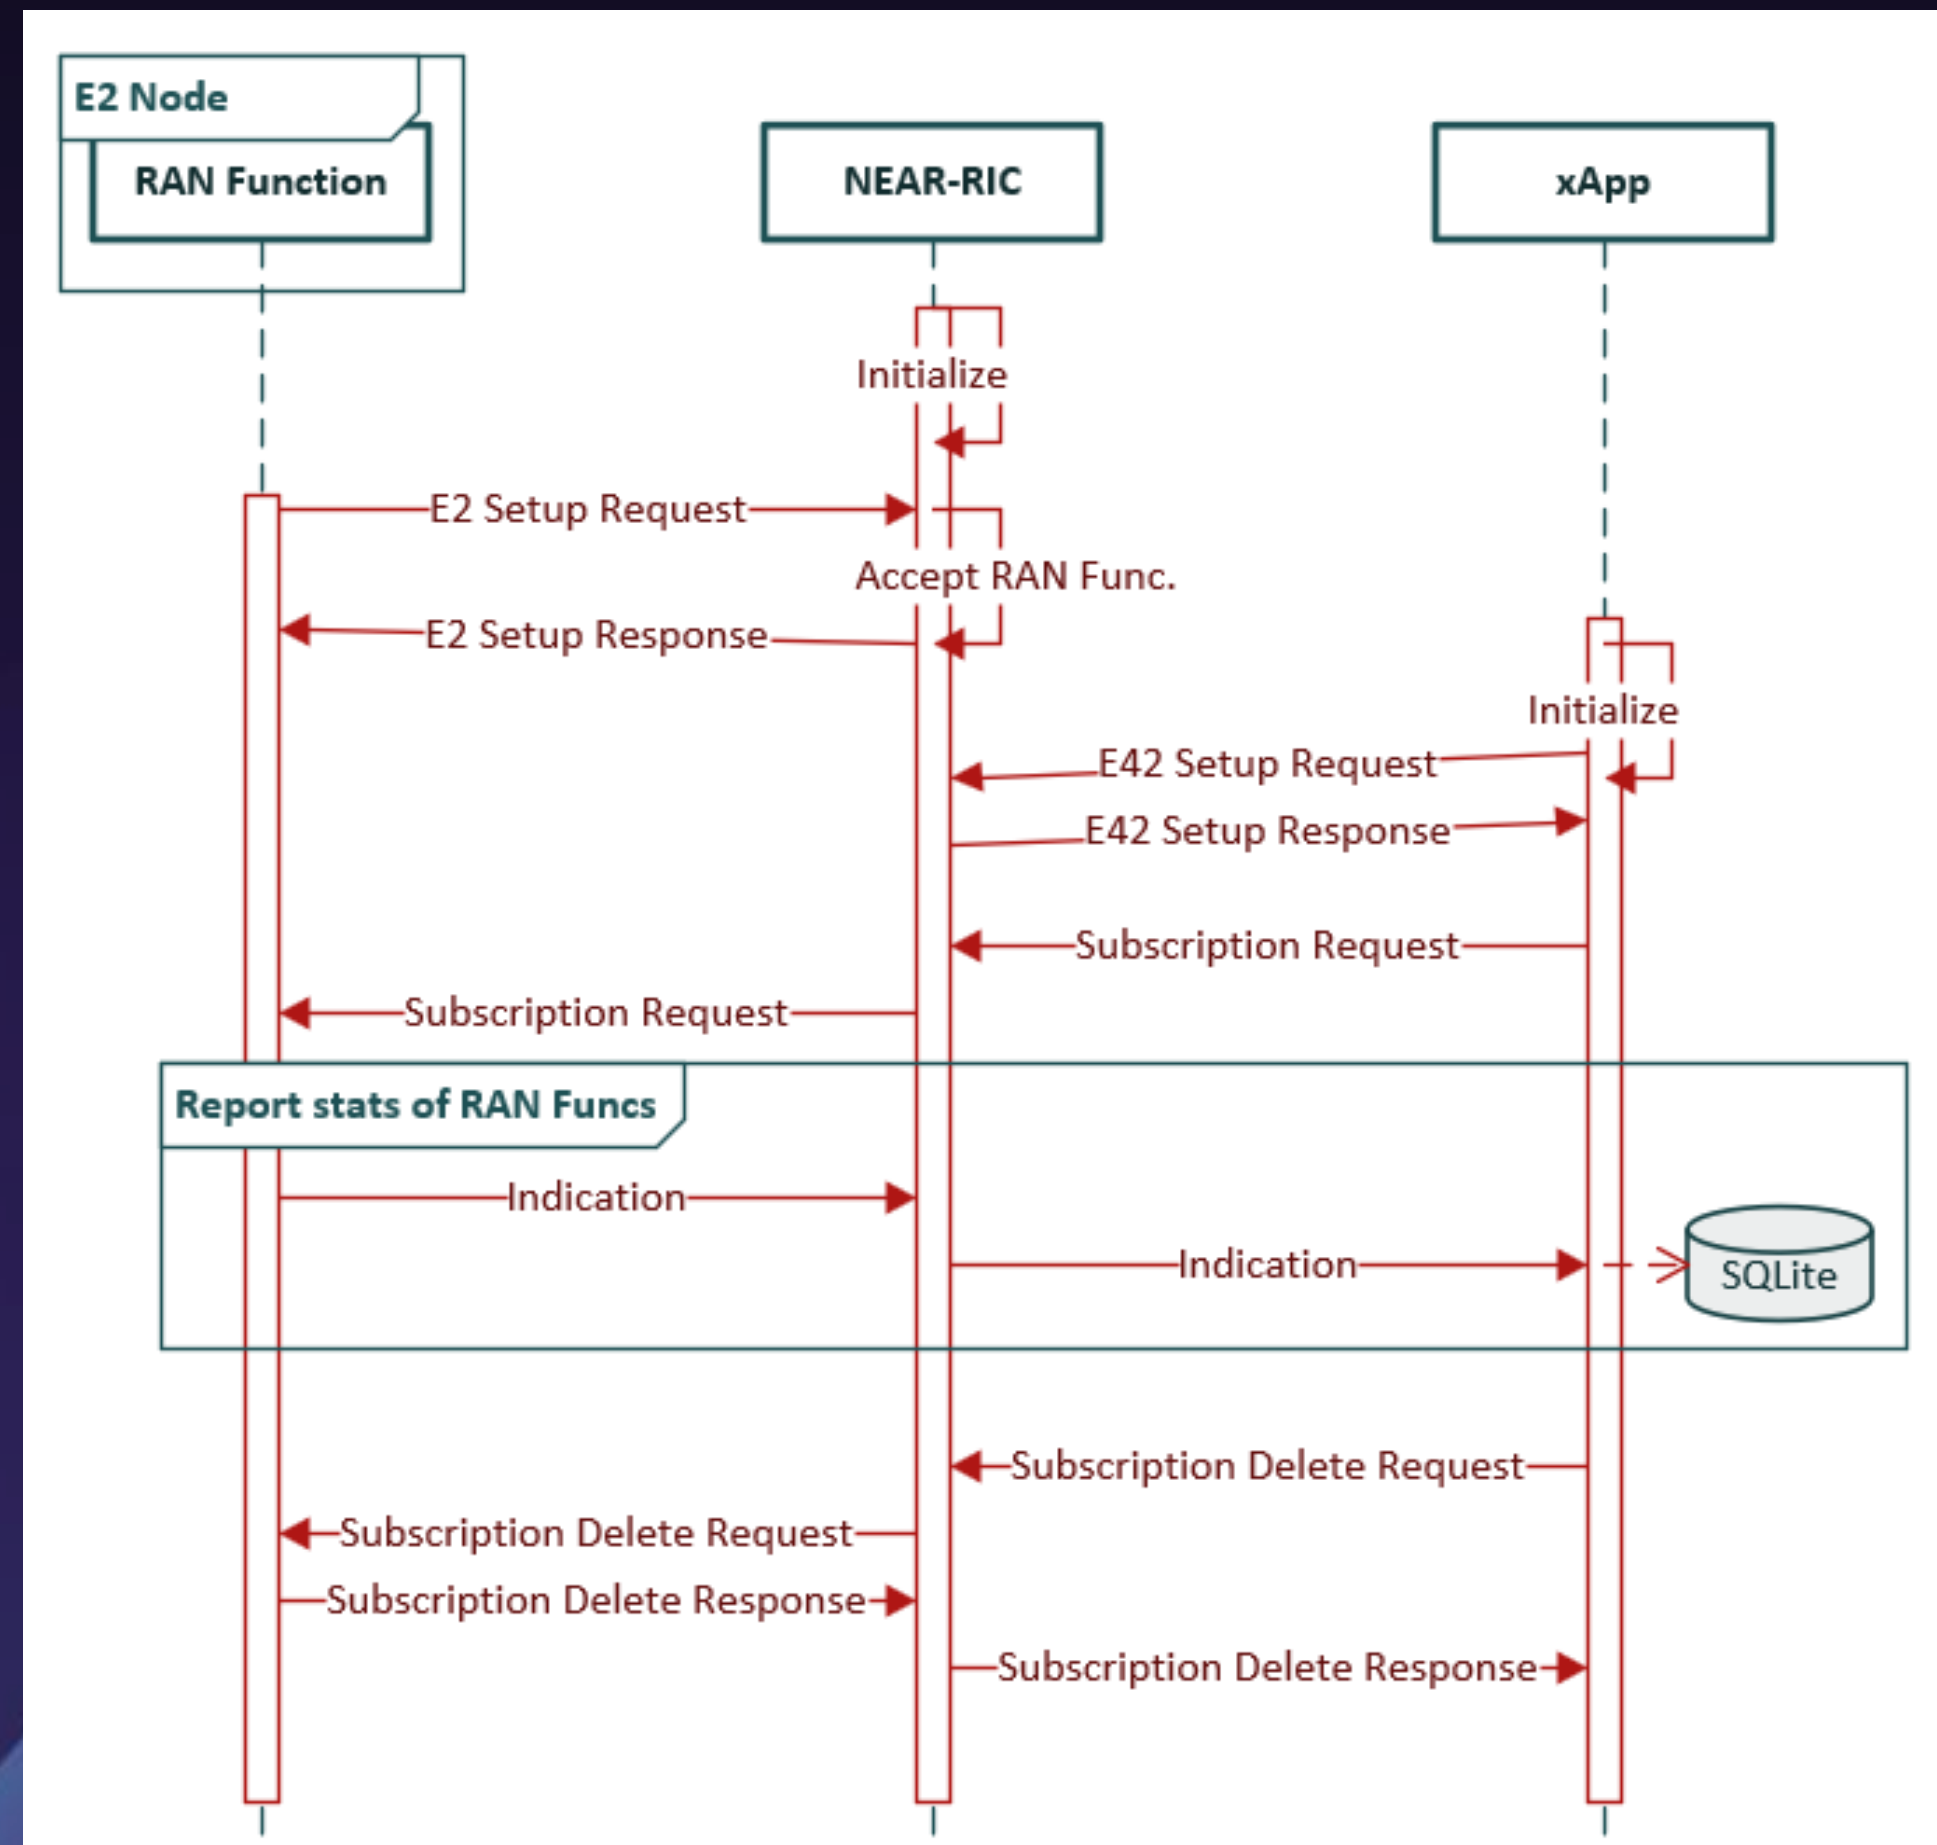 E2 Node
RAN Function
NEAR-RIC
xApp
Initialize
E2 Setup Request
Accept RAN Func.
E2 Setup Response
Initialize
E42 Setup Request
E42 Setup Response
Subscription Request
Subscription Request
Report stats of RAN Funcs
Indication
Indication
SQLite
Subscription Delete Request
Subscription Delete Request
Subscription Delete Response
Subscription Delete Response